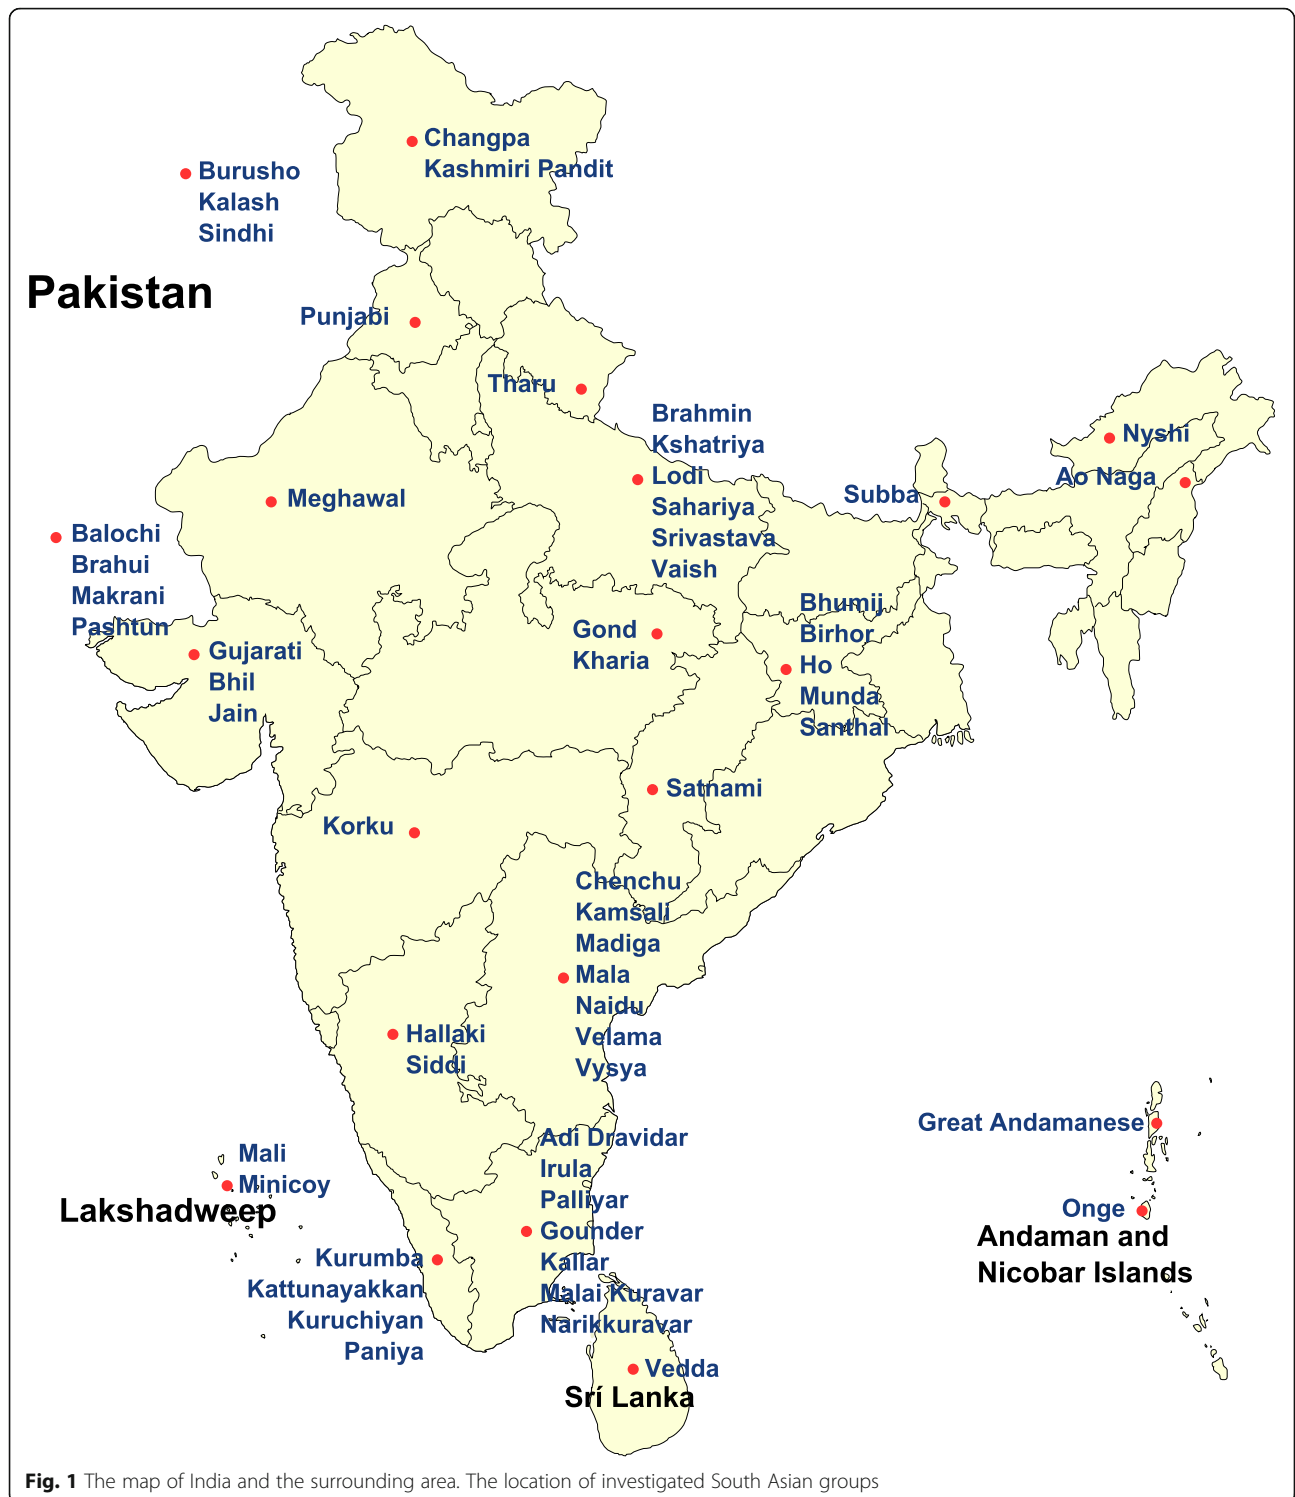 Changpa
Kashmiri Pandit
Burusho
Kalash
Sindhi
Pakistan
Punjabi
Tharu
Brahmin
Kshatriya
Lodi
Sahariya
Srivastava
Vaish
Nyshi
Ao Naga
Subba
Meghawal
Balochi
Brahui
Makrani
Pashtun
Gujarati
Bhil
Jain
Gond
Kharia
Bhumij
Birhor
Ho
Munda
Santhal
Satnami
Korku
Chenchu
Kamsali
Madiga
Mala
Naidu
Velama
Vysya
Hallaki
Siddi
Great Andamanese
Onge
Andaman and
Nicobar Islands
Mali
Minicoy
Lakshadweep
Adi Dravidar
Irula
Palliyar
Gounder
Kallar
Malai Kuravar
Narikkuravar
Kurumba
Kattunayakkan
Kuruchiyan
Paniya
Vedda
Srí Lanka
Fig. 1 The map of India and the surrounding area. The location of investigated South Asian groups